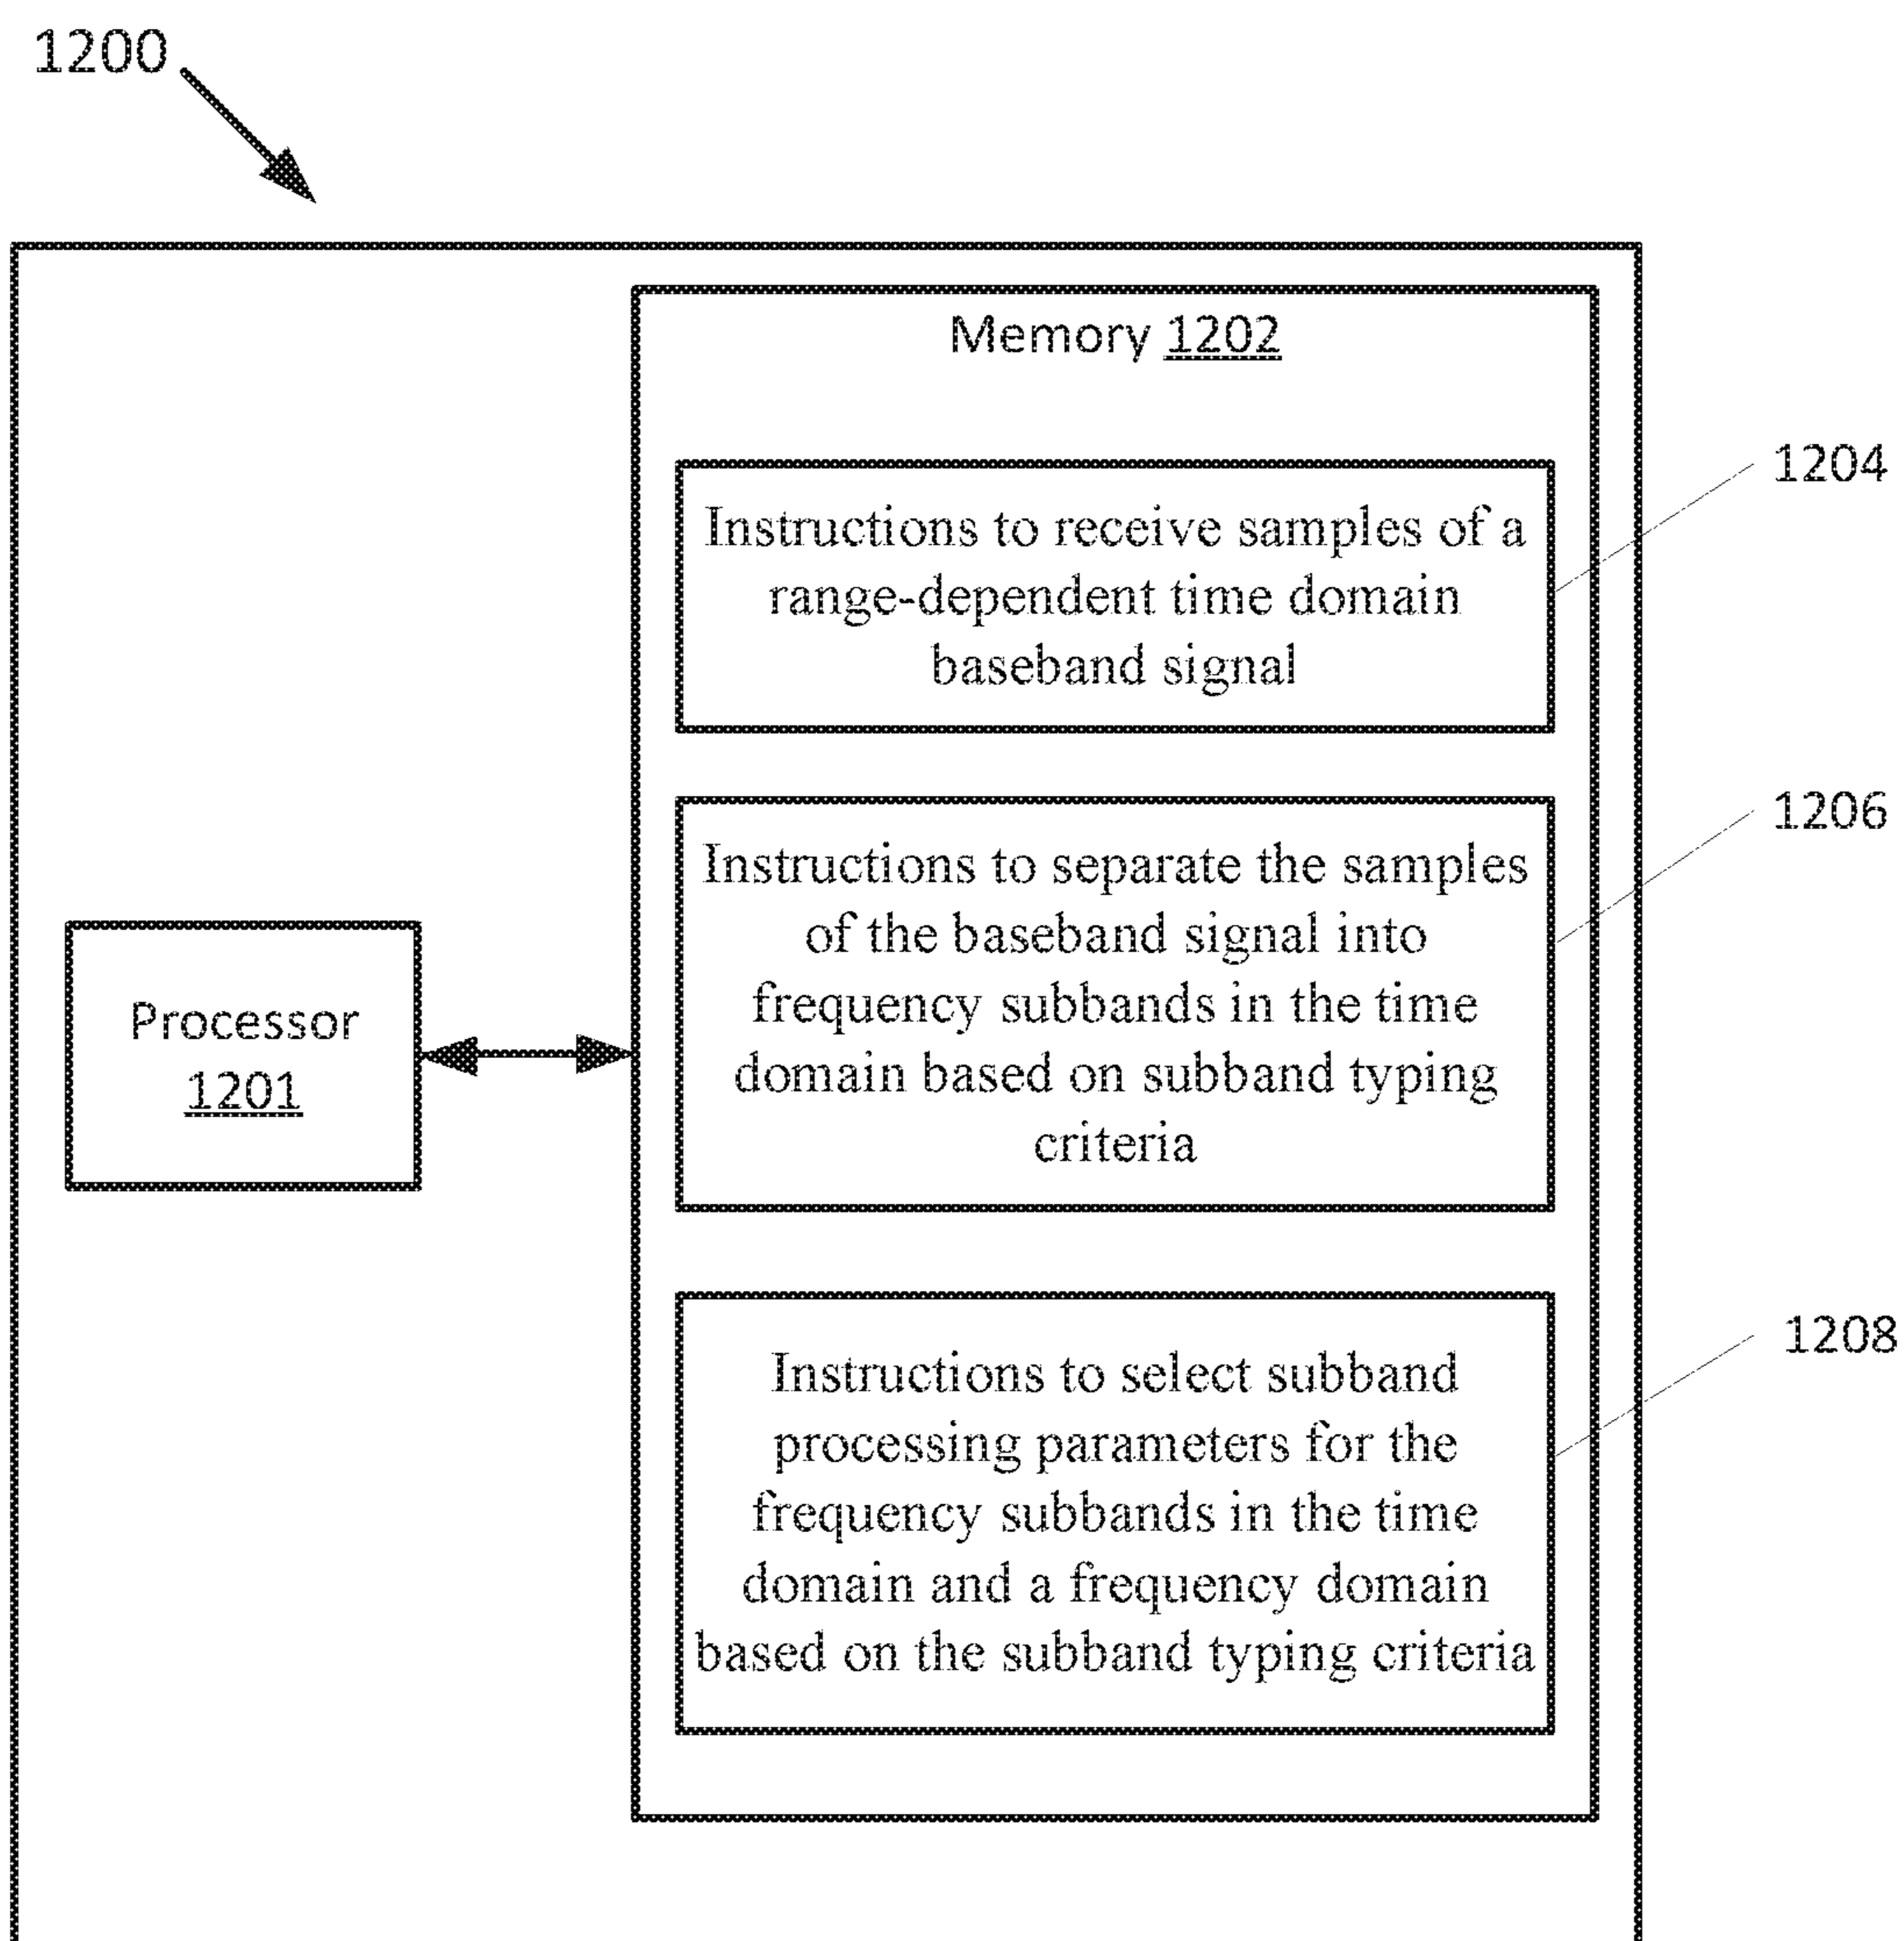 1200
Memory 1202
1204
Instructions to receive samples of a
range-dependent time domain
baseband signal
1206
Instructions to separate the samples
of the baseband signal into
frequency subbands in the time
domain based on subband typing
criteria
Processor
1201
1208
Instructions to select subband
processing parameters for the
frequency subbands in the time
domain and a frequency domain
based on the subband typing criteria